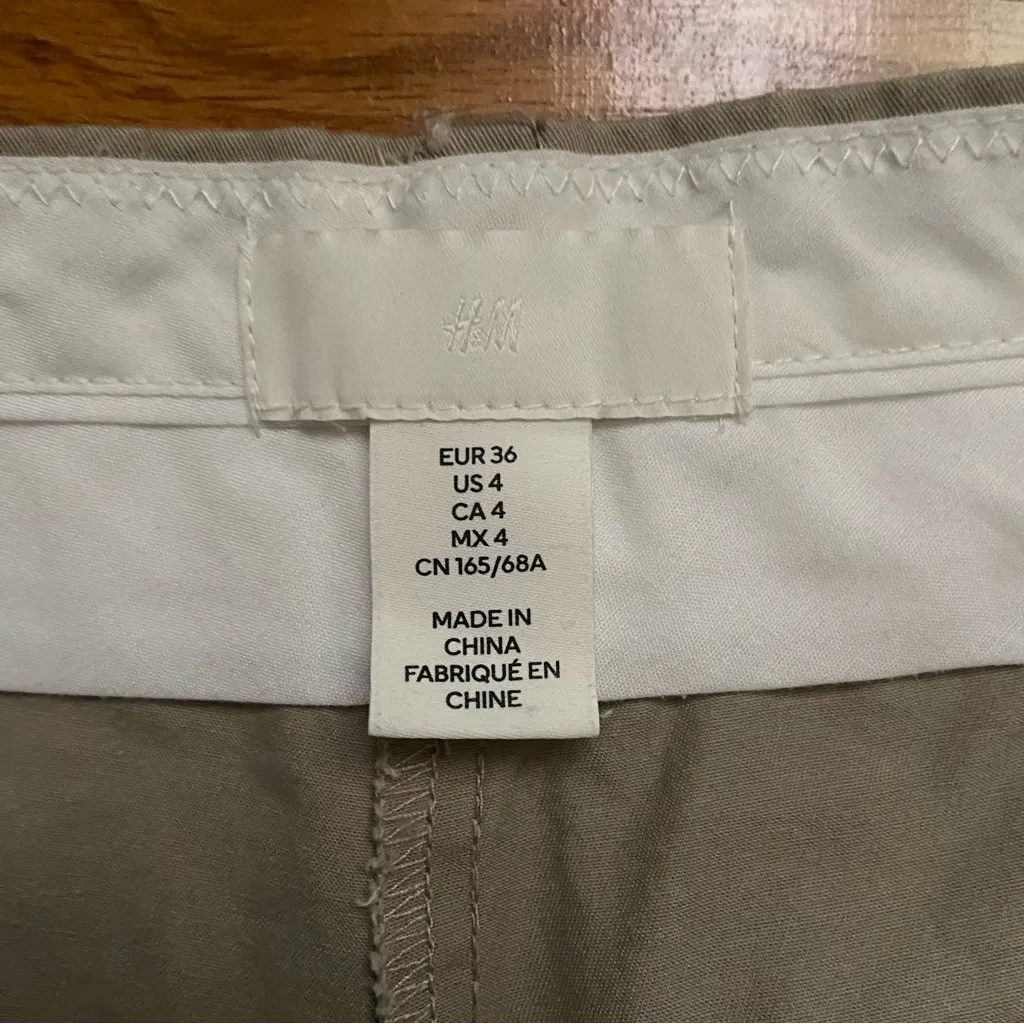 H&M
EUR 36
US 4
CA 4
MX 4
CN 165/68A
MADE IN
CHINA
FABRIQUÉ EN
CHINE